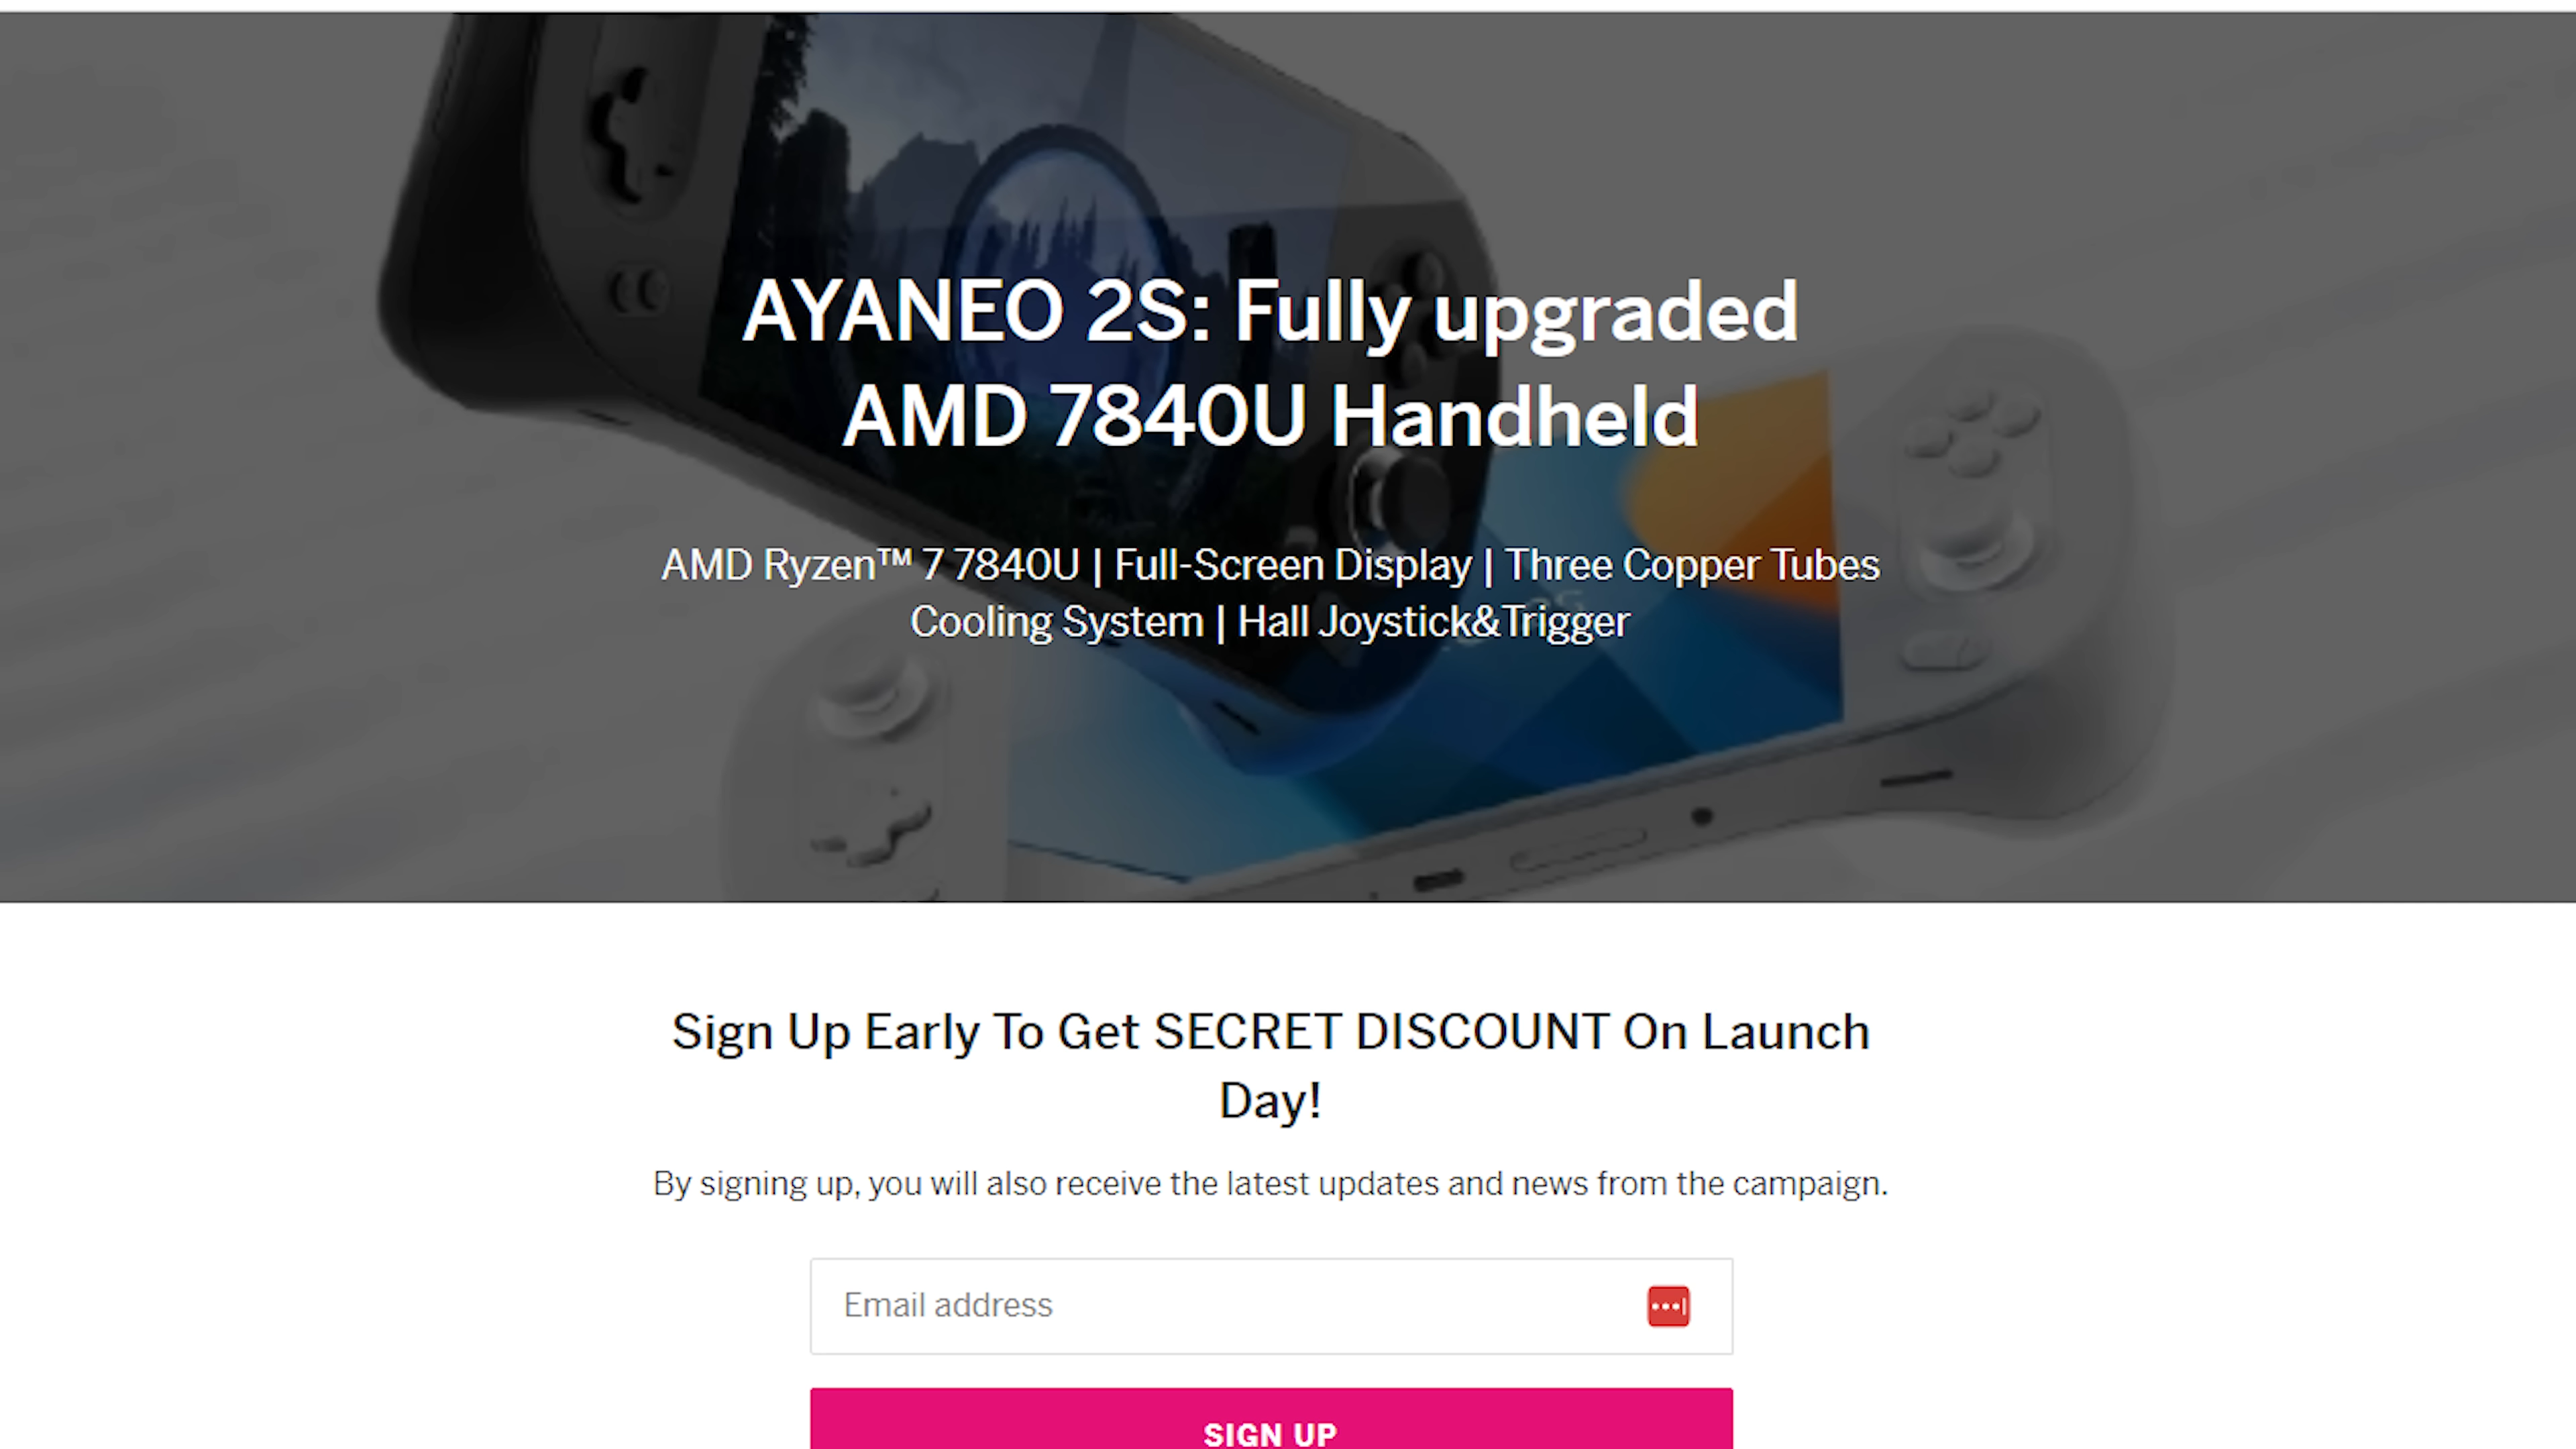 AYANEO 2S: Fully upgraded
AMD 7840U Handheld
AMD Ryzen™ 7 7840U | Full-Screen Display | Three Copper Tubes
Cooling System | Hall Joystick&Trigger
Sign Up Early To Get SECRET DISCOUNT On Launch
Day!
By signing up, you will also receive the latest updates and news from the campaign.
Email address
SIGN UP